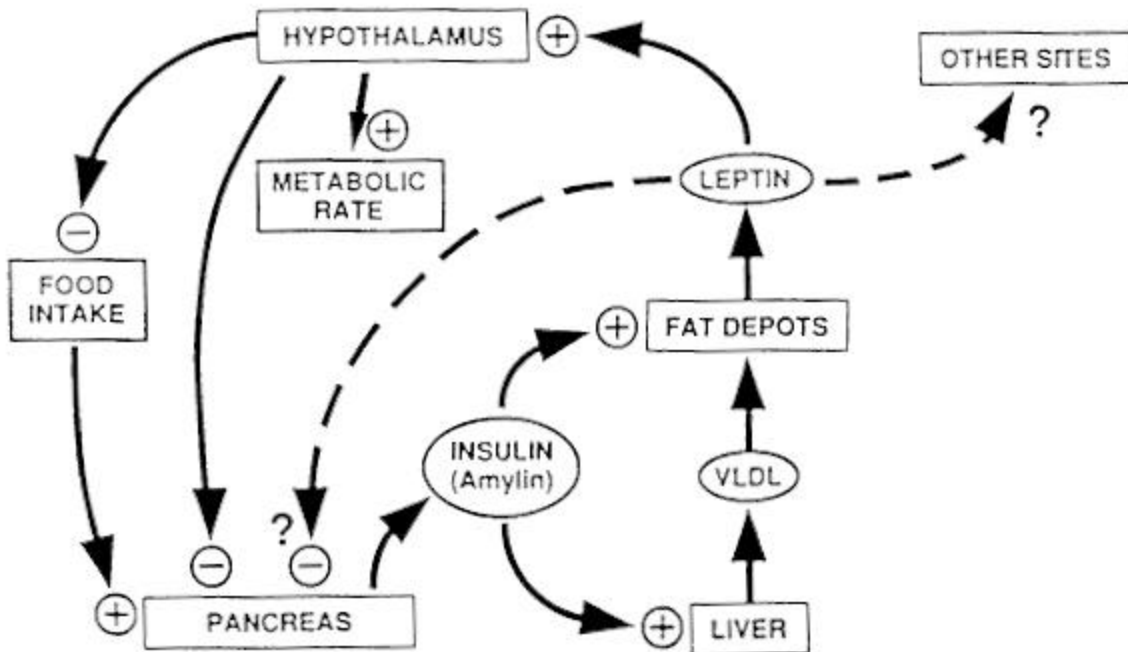 HYPOTHALAMUS
+
OTHER SITES
?
+
METABOLIC
RATE
LEPTIN
−
FOOD
INTAKE
+
FAT DEPOTS
INSULIN
(Amylin)
VLDL
?
−
−
+
PANCREAS
+
LIVER